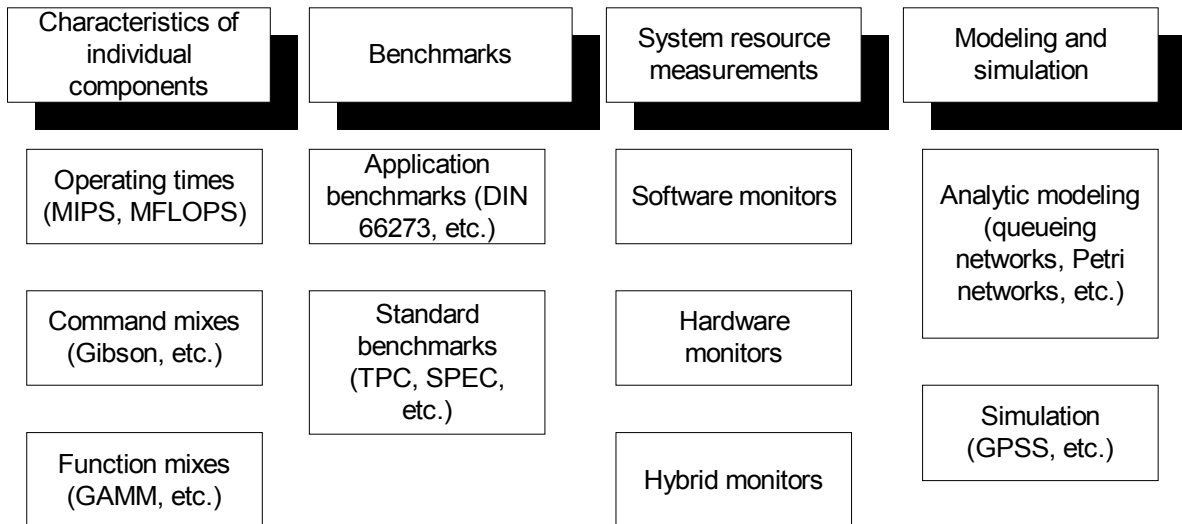 Characteristics of
individual
components
Operating times
(MIPS, MFLOPS)
Command mixes
(Gibson, etc.)
Function mixes
(GAMM, etc.)
Benchmarks
Application
benchmarks (DIN
66273, etc.)
Standard
benchmarks
(TPC, SPEC,
etc.)
System resource
measurements
Software monitors
Hardware
monitors
Hybrid monitors
Modeling and
simulation
Analytic modeling
(queueing
networks, Petri
networks, etc.)
Simulation
(GPSS, etc.)